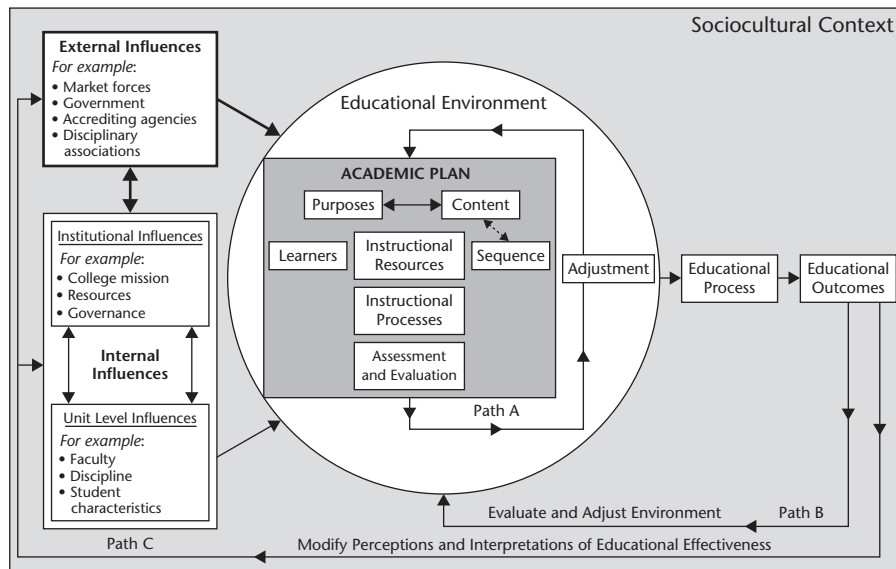 Sociocultural Context
External Influences
For example:
• Market forces
• Government
• Accrediting agencies
• Disciplinary
associations
Institutional Influences
For example:
• College mission
• Resources
• Governance
Internal
Influences
Unit Level Influences
For example:
• Faculty
• Discipline
• Student
characteristics
Educational Environment
ACADEMIC PLAN
Purposes
Content
Learners
Instructional
Resources
Sequence
Instructional
Processes
Assessment
and Evaluation
Adjustment
Path A
Educational
Process
Educational
Outcomes
Evaluate and Adjust Environment
Path B
Path C
Modify Perceptions and Interpretations of Educational Effectiveness